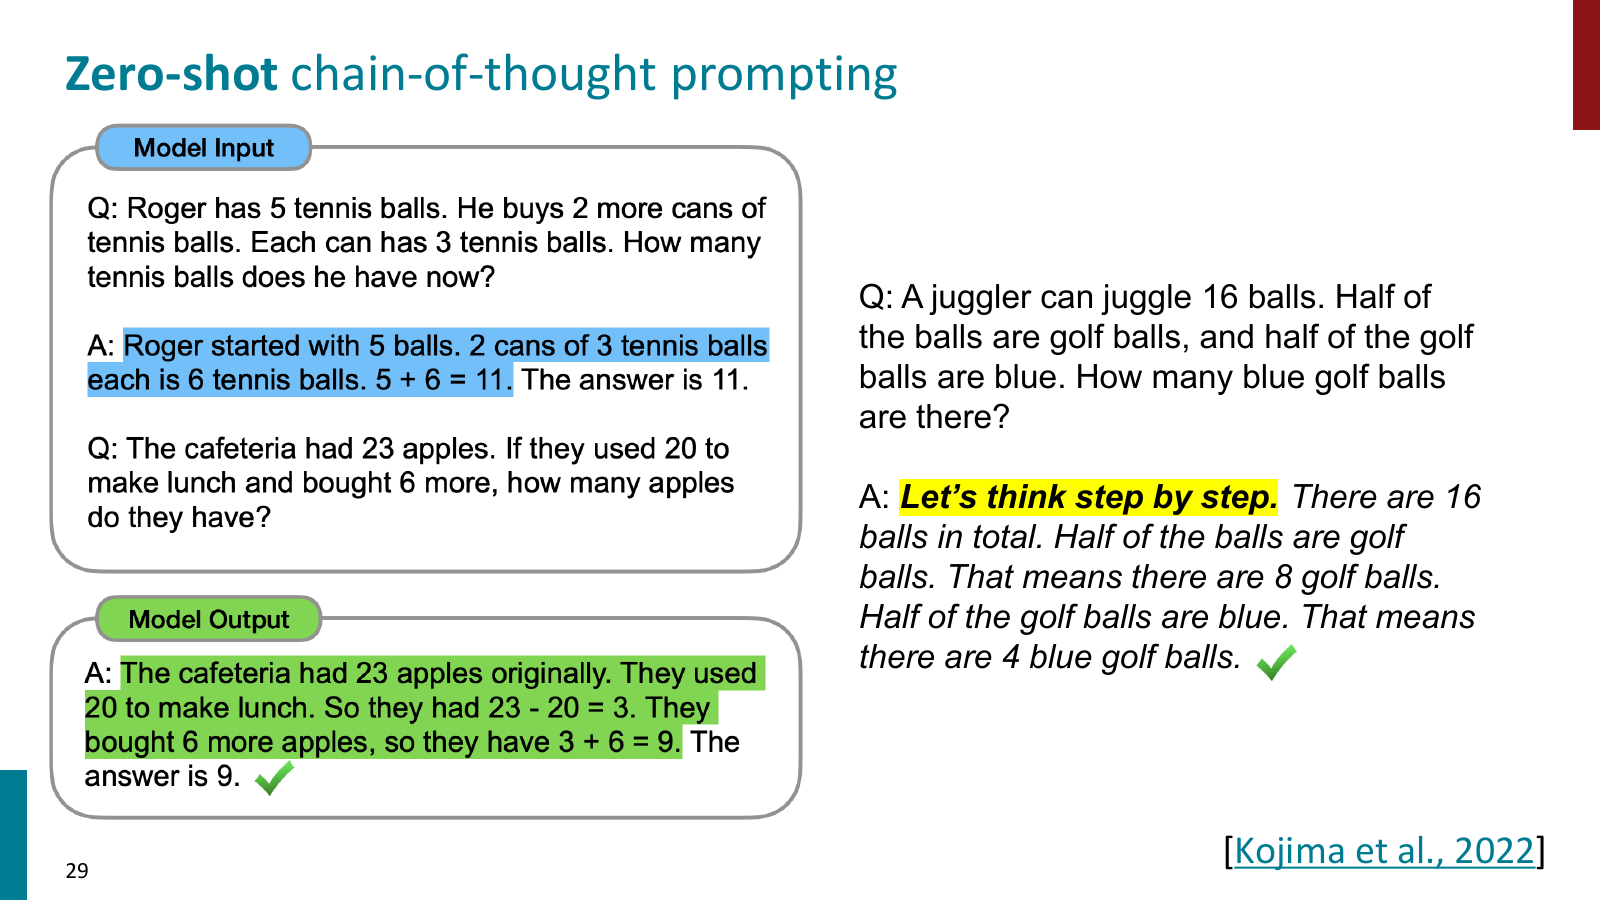 Zero-shot chain-of-thought prompting
Model Input
Q: Roger has 5 tennis balls. He buys 2 more cans of
tennis balls. Each can has 3 tennis balls. How many
tennis balls does he have now?
A: Roger started with 5 balls. 2 cans of 3 tennis balls
each is 6 tennis balls. 5 + 6 = 11. The answer is 11.
Q: The cafeteria had 23 apples. If they used 20 to
make lunch and bought 6 more, how many apples
do they have?
Model Output
A: The cafeteria had 23 apples originally. They used
20 to make lunch. So they had 23 - 20 = 3. They
bought 6 more apples, so they have 3 + 6 = 9. The
answer is 9.
Q: A juggler can juggle 16 balls. Half of
the balls are golf balls, and half of the golf
balls are blue. How many blue golf balls
are there?
A: Let’s think step by step. There are 16
balls in total. Half of the balls are golf
balls. That means there are 8 golf balls.
Half of the golf balls are blue. That means
there are 4 blue golf balls.
[Kojima et al., 2022]
29